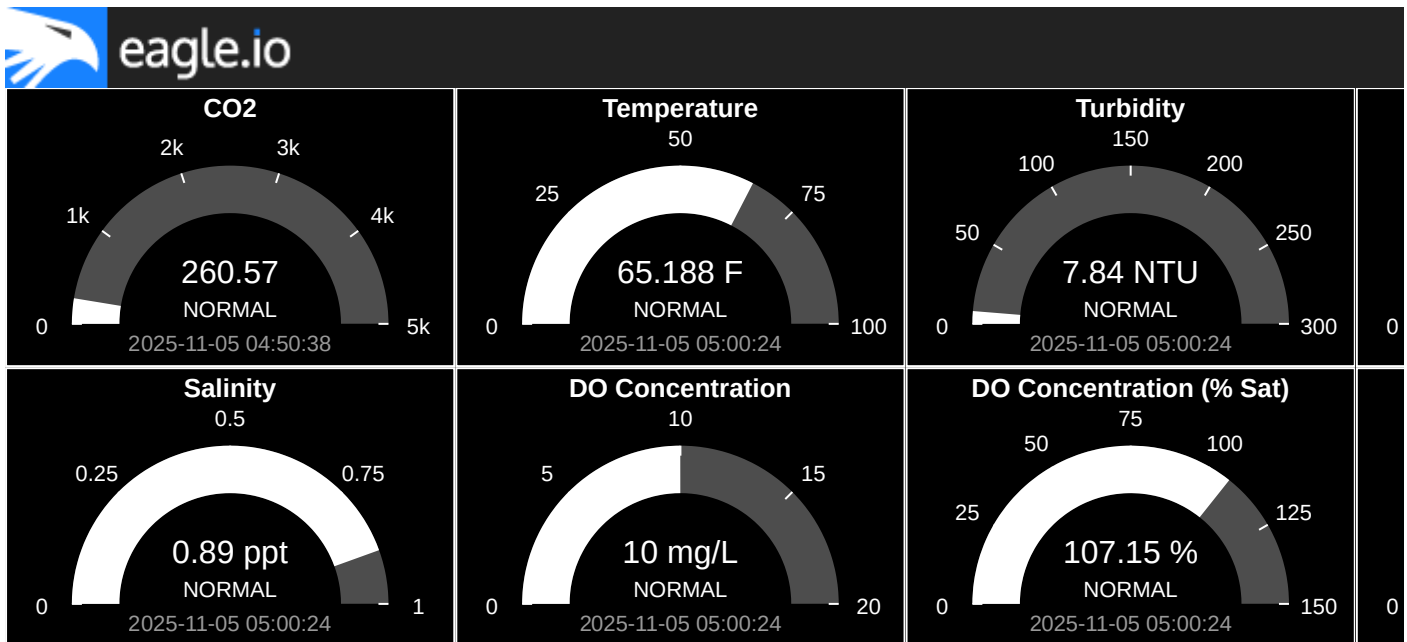 eagle.io
CO2
2k
3k
1k
4k
260.57
NORMAL
0
5k
2025-11-05 04:50:38
Temperature
50
25
75
65.188 F
NORMAL
0
100
2025-11-05 05:00:24
Turbidity
150
100
200
50
250
7.84 NTU
NORMAL
0
300
2025-11-05 05:00:24
0
Salinity
0.5
0.25
0.75
0.89 ppt
NORMAL
0
1
2025-11-05 05:00:24
DO Concentration
10
5
15
10 mg/L
NORMAL
0
20
2025-11-05 05:00:24
DO Concentration (% Sat)
75
50
100
25
125
107.15 %
NORMAL
0
150
2025-11-05 05:00:24
0